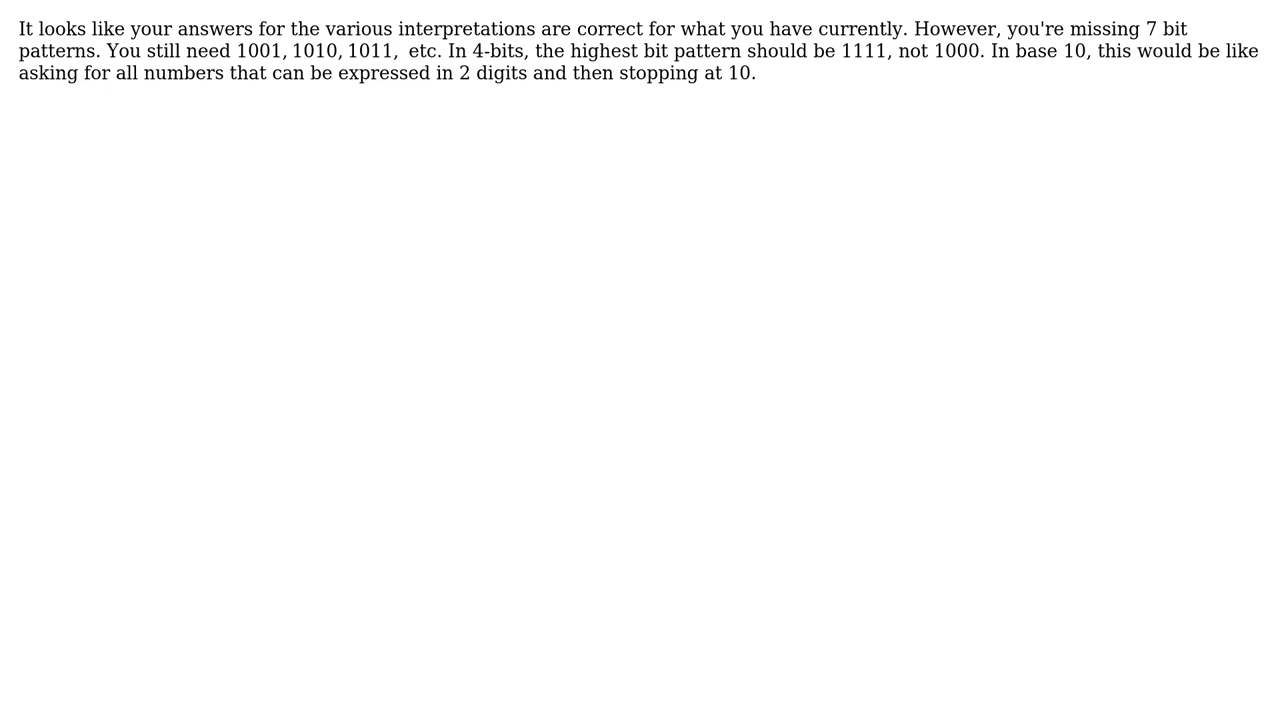 It looks like your answers for the various interpretations are correct for what you have currently. However, you're missing 7 bit
patterns. You still need 1001, 1010, 1011,  etc. In 4-bits, the highest bit pattern should be 1111, not 1000. In base 10, this would be like
asking for all numbers that can be expressed in 2 digits and then stopping at 10.